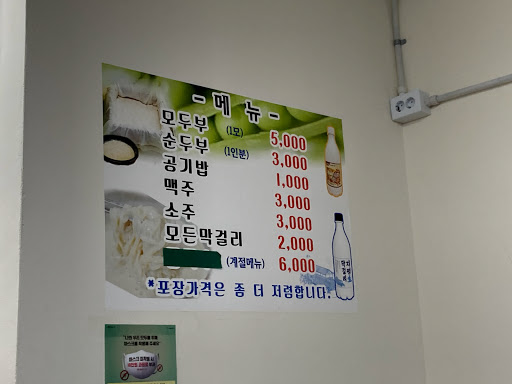 - 메 뉴 -
모두부 (1모) 5,000
순두부 (1인분) 3,000
공기밥 1,000
맥주 3,000
소주 3,000
모든막걸리 2,000
(계절메뉴) 6,000
*포장가격은 좀 더 저렴합니다.